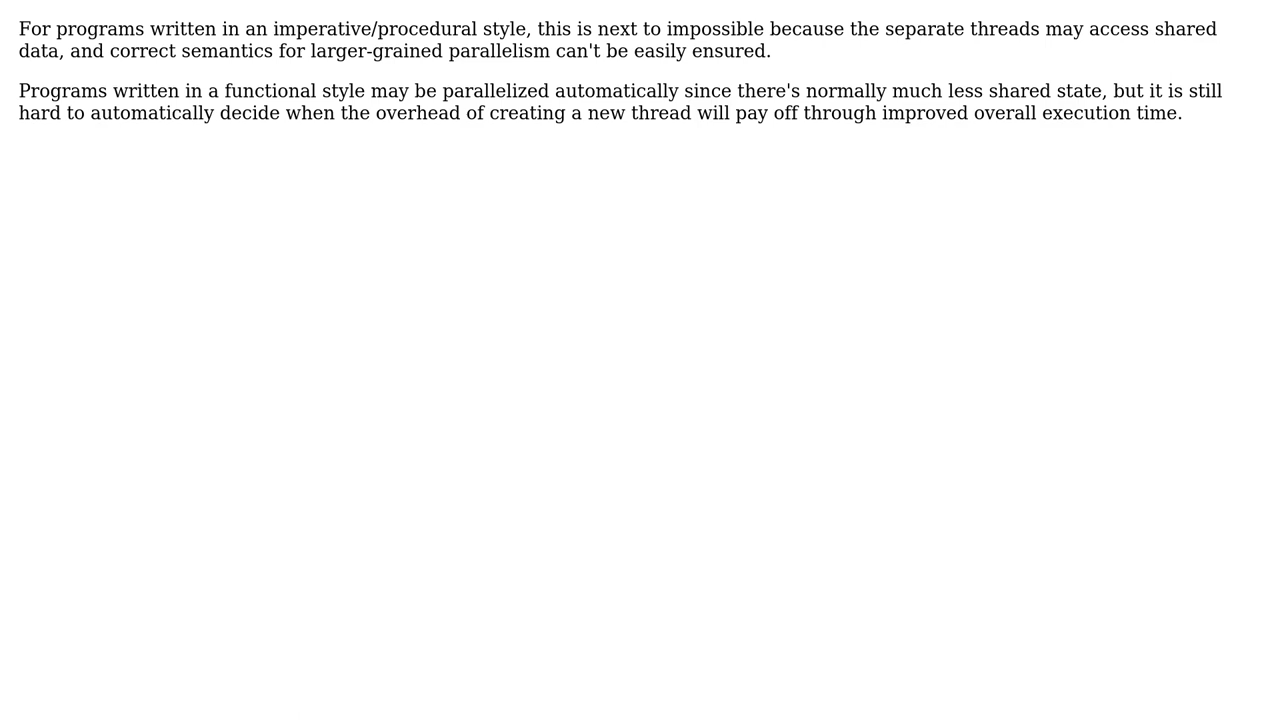 For programs written in an imperative/procedural style, this is next to impossible because the separate threads may access shared
data, and correct semantics for larger-grained parallelism can't be easily ensured.
Programs written in a functional style may be parallelized automatically since there's normally much less shared state, but it is still
hard to automatically decide when the overhead of creating a new thread will pay off through improved overall execution time.